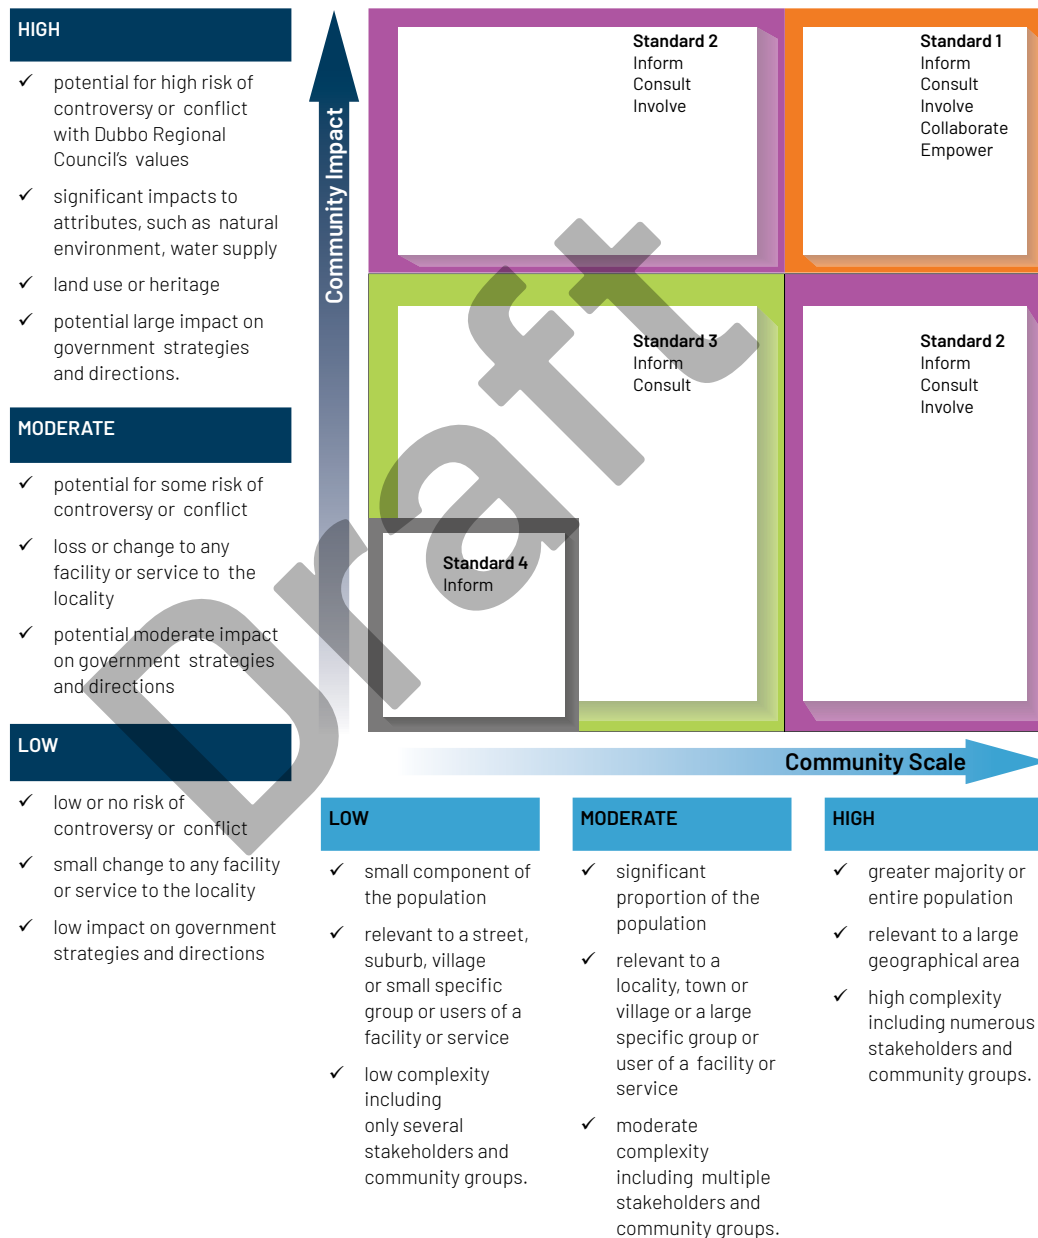 HIGH
✓ potential for high risk of
controversy or conflict
with Dubbo Regional
Council's values
✓ significant impacts to
attributes, such as natural
environment, water supply
✓ land use or heritage
✓ potential large impact on
government strategies
and directions.
MODERATE
✓ potential for some risk of
controversy or conflict
✓ loss or change to any
facility or service to the
locality
✓ potential moderate impact
on government strategies
and directions
LOW
✓ low or no risk of
controversy or conflict
✓ small change to any facility
or service to the locality
✓ low impact on government
strategies and directions
Community Impact
Standard 2
Inform
Consult
Involve
Standard 1
Inform
Consult
Involve
Collaborate
Empower
Standard 3
Inform
Consult
Standard 2
Inform
Consult
Involve
Standard 4
Inform
Draft
Community Scale
LOW
✓ small component of
the population
✓ relevant to a street,
suburb, village
or small specific
group or users of a
facility or service
✓ low complexity
including
only several
stakeholders and
community groups.
MODERATE
✓ significant
proportion of the
population
✓ relevant to a
locality, town or
village or a large
specific group or
user of a facility or
service
✓ moderate
complexity
including multiple
stakeholders and
community groups.
HIGH
✓ greater majority or
entire population
✓ relevant to a large
geographical area
✓ high complexity
including numerous
stakeholders and
community groups.